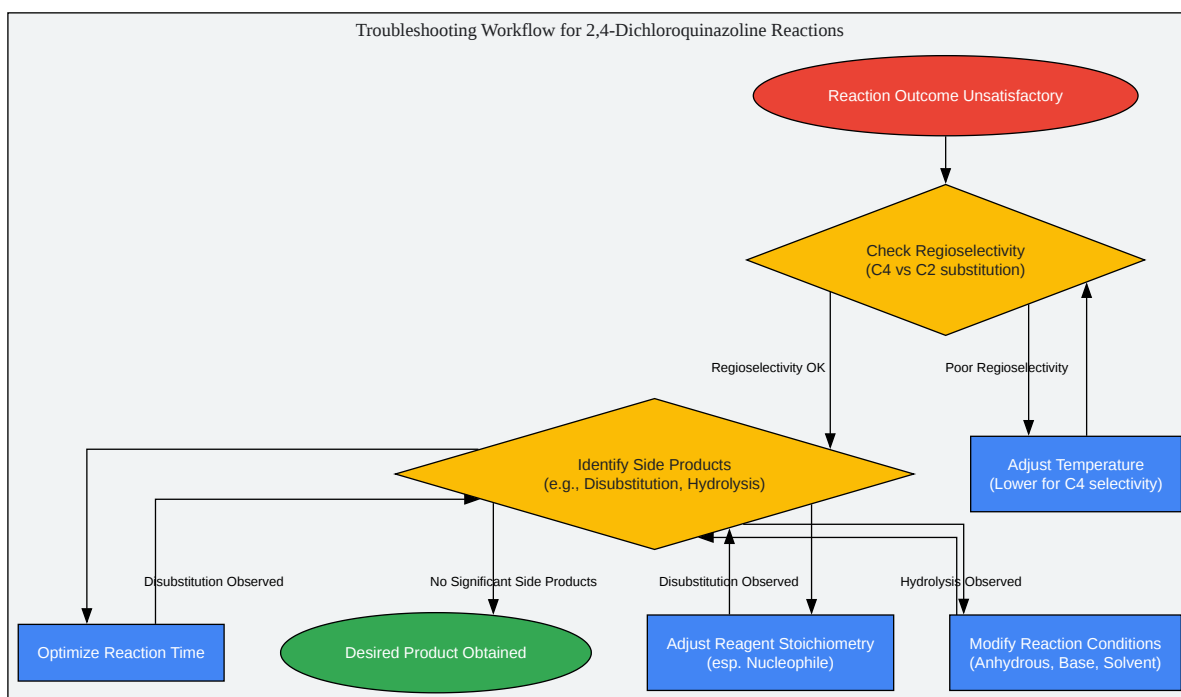 Troubleshooting Workflow for 2,4-Dichloroquinazoline Reactions
Reaction Outcome Unsatisfactory
Check Regioselectivity
(C4 vs C2 substitution)
Regioselectivity OK
Poor Regioselectivity
Identify Side Products
(e.g., Disubstitution, Hydrolysis)
Adjust Temperature
(Lower for C4 selectivity)
Disubstitution Observed
No Significant Side Products
Disubstitution Observed
Hydrolysis Observed
Optimize Reaction Time
Desired Product Obtained
Adjust Reagent Stoichiometry
(esp. Nucleophile)
Modify Reaction Conditions
(Anhydrous, Base, Solvent)